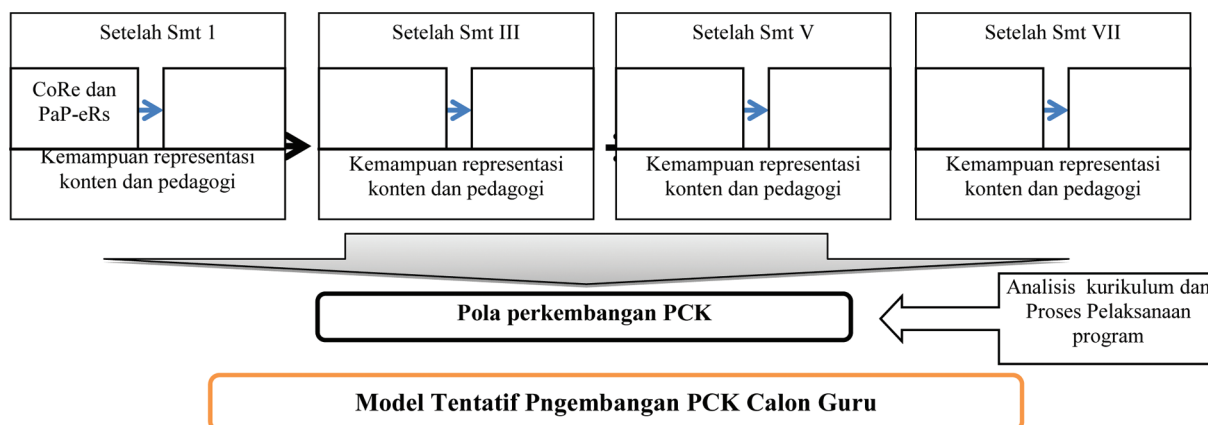 Setelah Smt 1
Setelah Smt III
Setelah Smt V
Setelah Smt VII
CoRe dan
PaP-eRs
Kemampuan representasi
konten dan pedagogi
Kemampuan representasi
konten dan pedagogi
Kemampuan representasi
konten dan pedagogi
Kemampuan representasi
konten dan pedagogi
Pola perkembangan PCK
Analisis kurikulum dan
Proses Pelaksanaan
program
Model Tentatif Pngembangan PCK Calon Guru